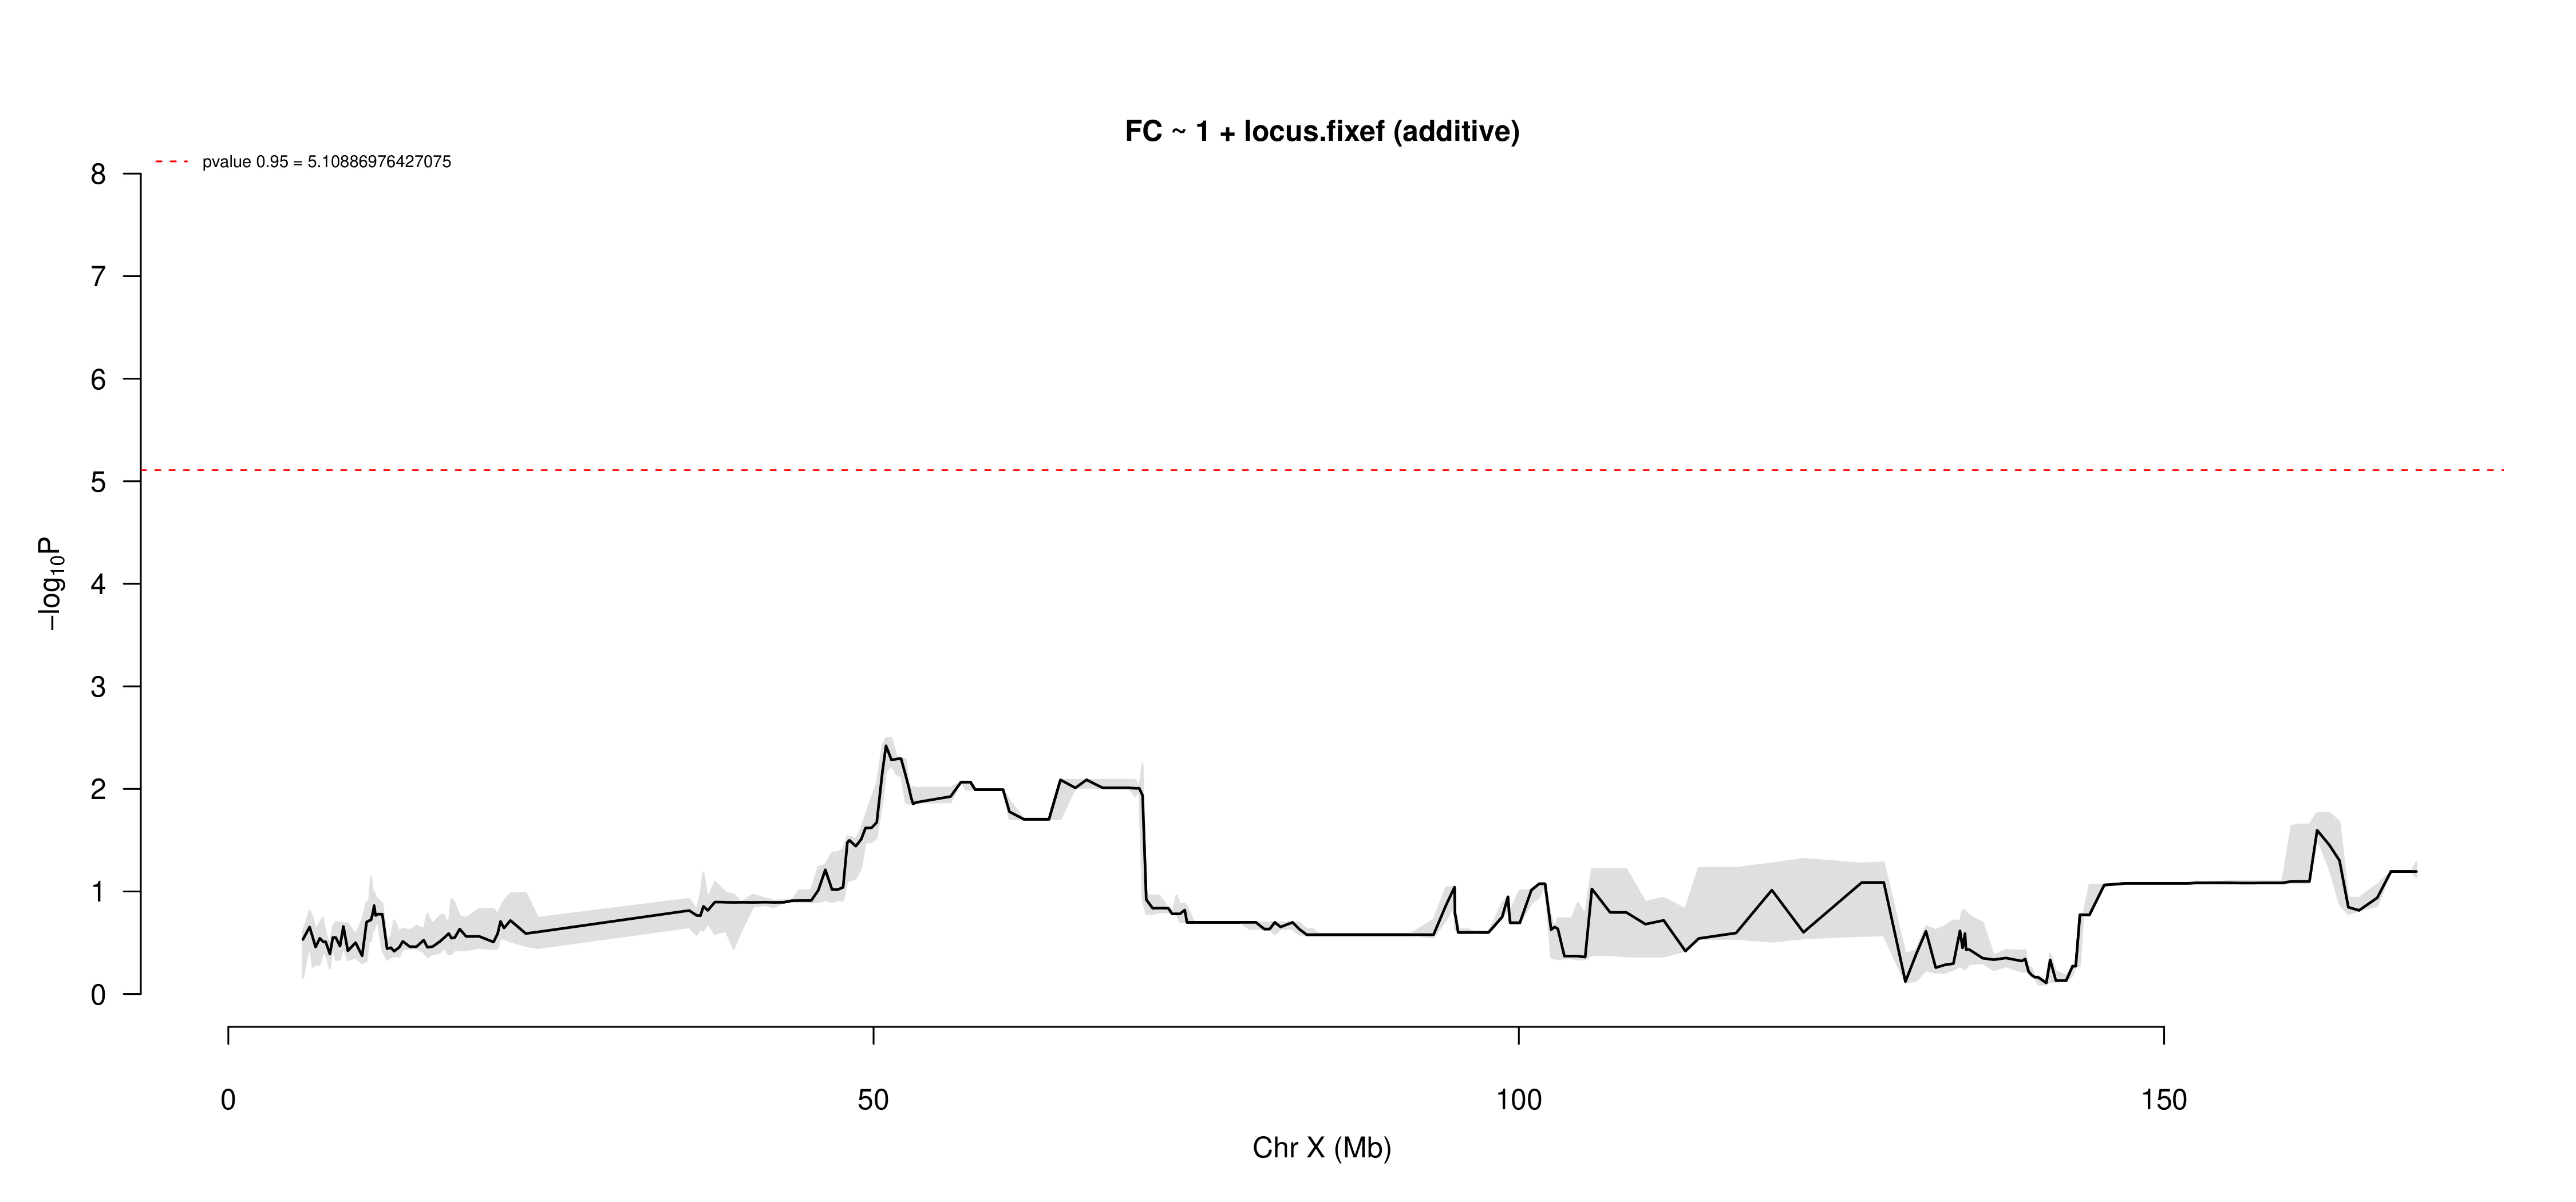 FC ~ 1 + locus.fixef (additive)
pvalue 0.95 = 5.10886976427075
8
7
6
5
4
3
2
1
0
−log10P
0 50 100 150
Chr X (Mb)